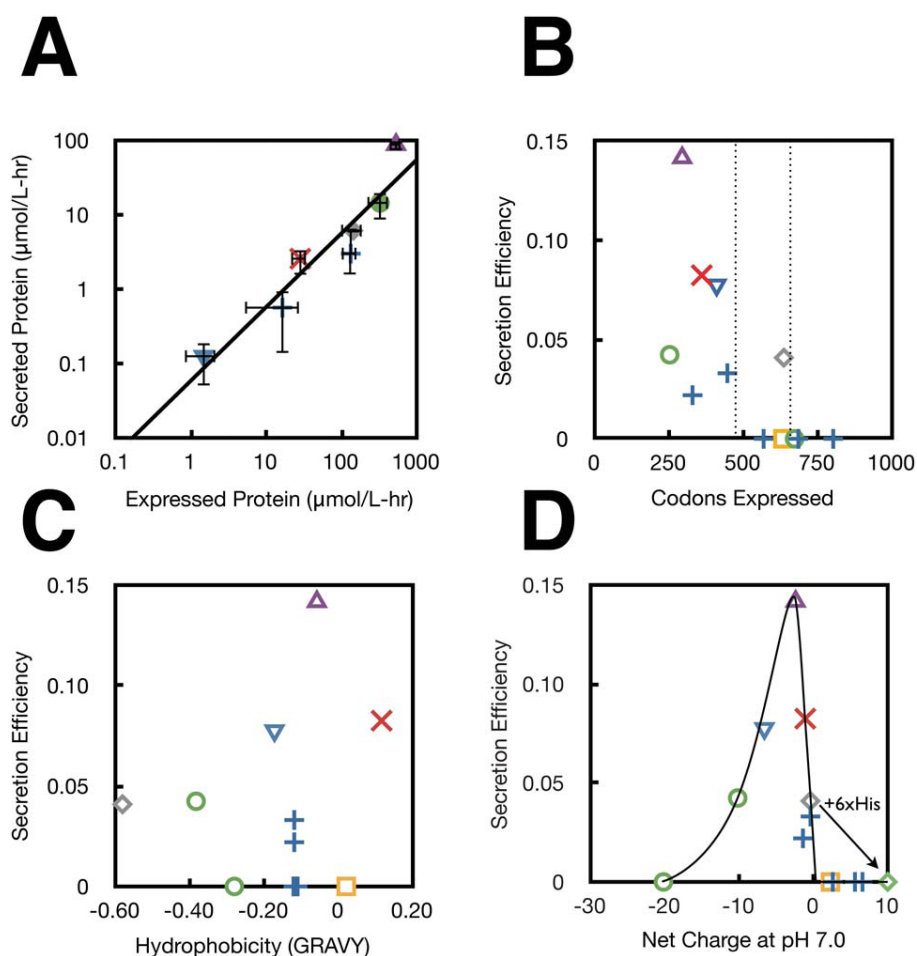 A
B
Secreted Protein (μmol/L-hr)
100
10
1
0.1
0.01
0.1 1 10 100 1000
Expressed Protein (μmol/L-hr)
Secretion Efficiency
0.15
0.10
0.05
0
0 250 500 750 1000
Codons Expressed
C
D
Secretion Efficiency
0.15
0.10
0.05
0
-0.60 -0.40 -0.20 0 0.20
Hydrophobicity (GRAVY)
Secretion Efficiency
0.15
0.10
0.05
0
+6xHis
-30 -20 -10 0 10
Net Charge at pH 7.0